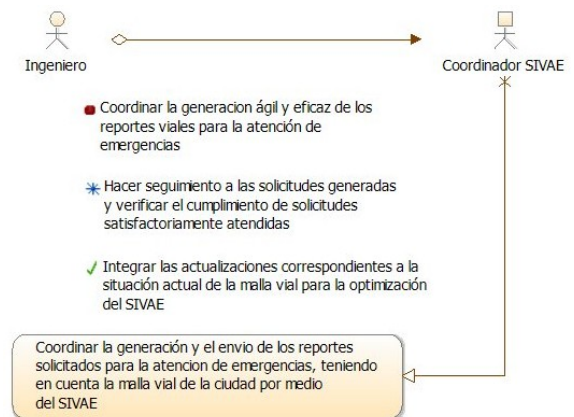 Ingeniero
Coordinador SIVAE
Coordinar la generacion ágil y eficaz de los
reportes viales para la atención de
emergencias
Hacer seguimiento a las solicitudes generadas
y verificar el cumplimiento de solicitudes
satisfactoriamente atendidas
Integrar las actualizaciones correspondientes a la
situación actual de la malla vial para la optimización
del SIVAE
Coordinar la generación y el envio de los reportes
solicitados para la atencion de emergencias, teniendo
en cuenta la malla vial de la ciudad por medio
del SIVAE